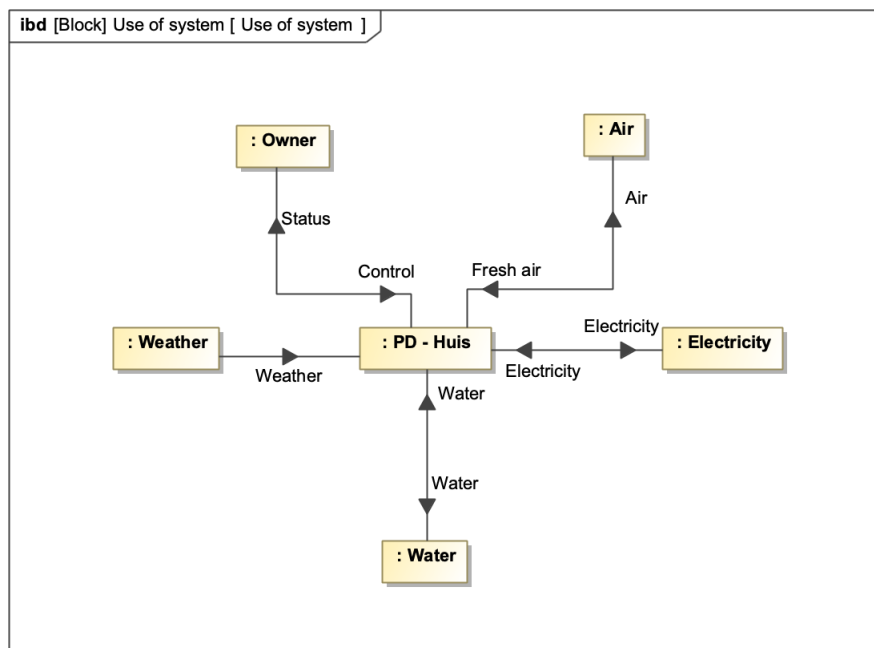 ibd [Block] Use of system [ Use of system ]
: Owner
: Air
Status
Air
Control
Fresh air
: Weather
Weather
: PD - Huis
Electricity
Electricity
: Electricity
Water
Water
: Water